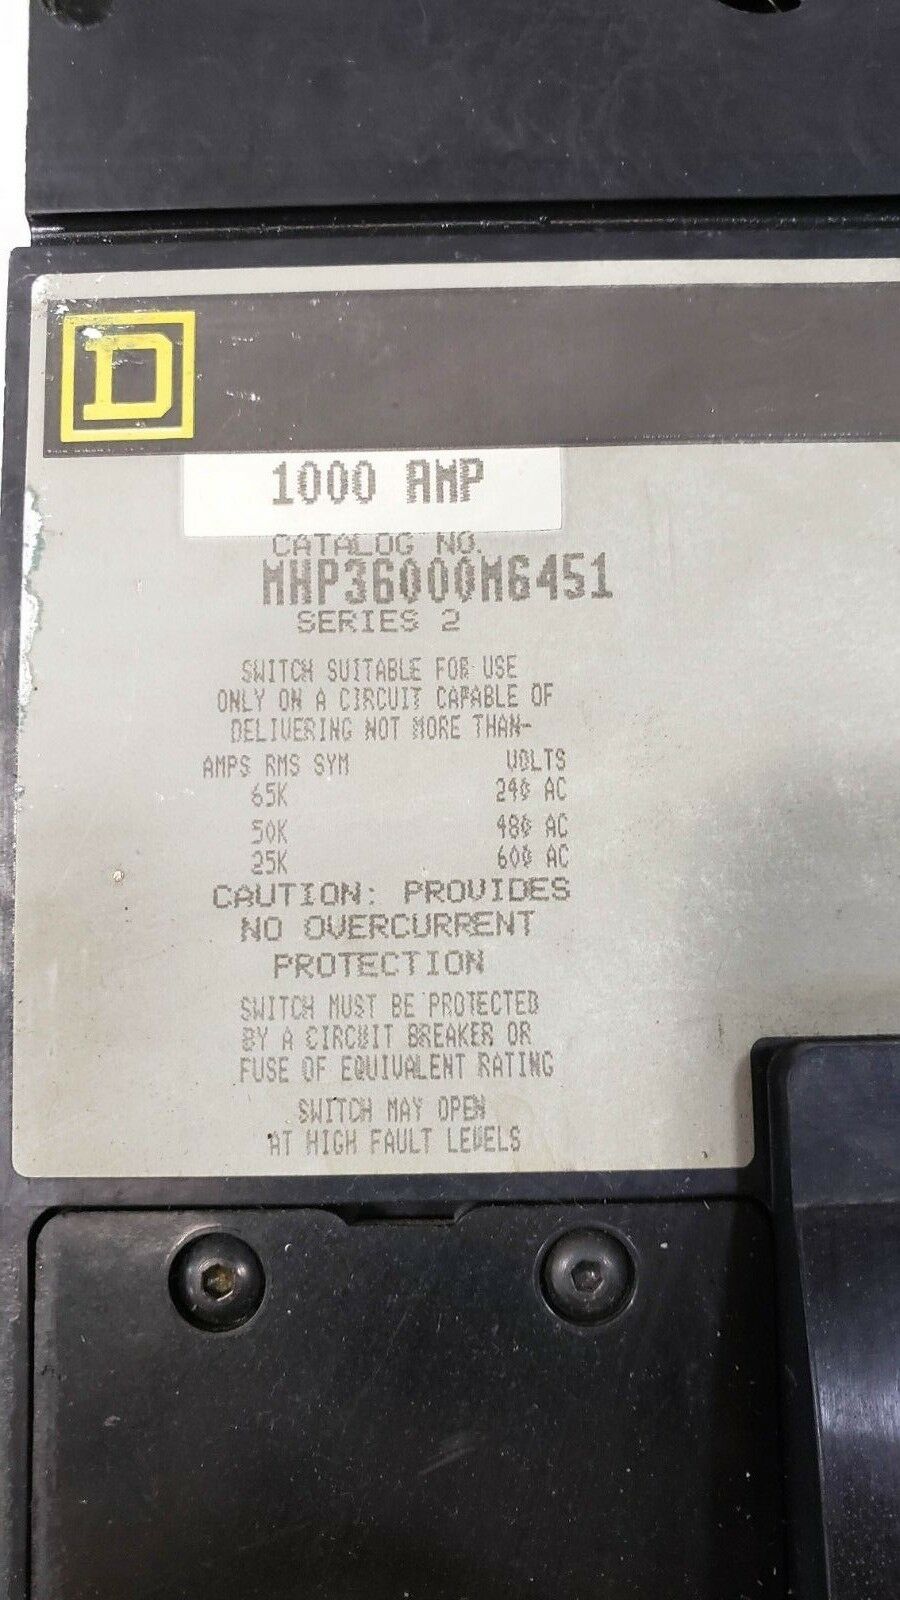 D
1000 AMP
CATALOG NO.
MHP36000M6451
SERIES 2
SWITCH SUITABLE FOR USE
ONLY ON A CIRCUIT CAPABLE OF
DELIVERING NOT MORE THAN-
AMPS RMS SYM VOLTS
65K 240 AC
50K 480 AC
25K 600 AC
CAUTION: PROVIDES
NO OVERCURRENT
PROTECTION
SWITCH MUST BE PROTECTED
BY A CIRCUIT BREAKER OR
FUSE OF EQUIVALENT RATING
SWITCH MAY OPEN
AT HIGH FAULT LEVELS